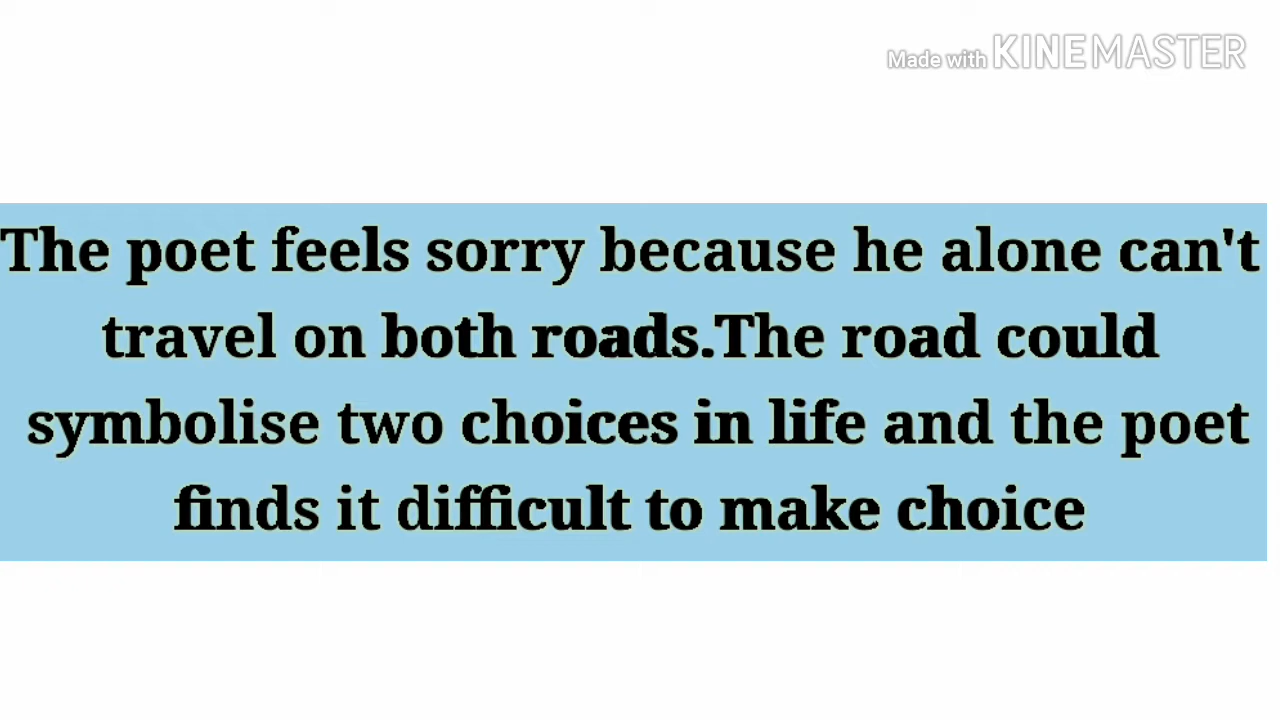 Made with KINEMASTER
The poet feels sorry because he alone can't
travel on both roads.The road could
symbolise two choices in life and the poet
finds it difficult to make choice